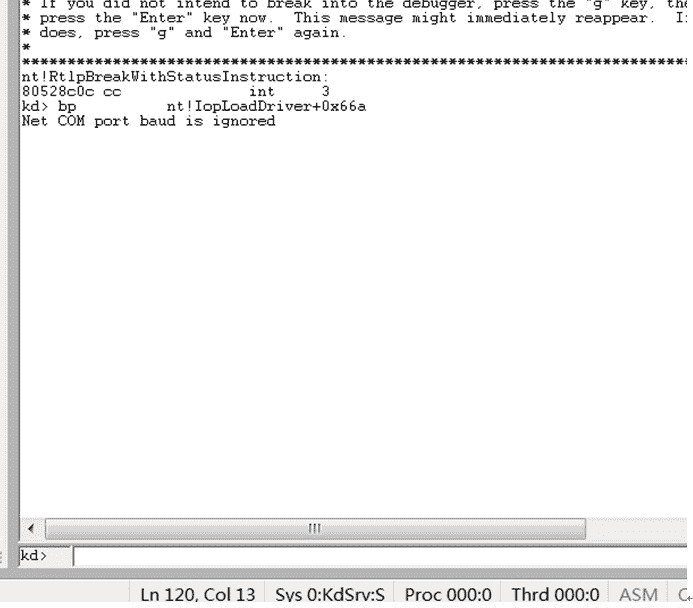 * If you did not intend to break into the debugger, press the "g" key, the
* press the "Enter" key now.  This message might immediately reappear.  I
* does, press "g" and "Enter" again.
*
*******************************************************************************
nt!RtlpBreakWithStatusInstruction:
80528c0c cc              int     3
kd> bp          nt!IopLoadDriver+0x66a
Net COM port baud is ignored
kd>
Ln 120, Col 13 Sys 0:KdSrv:S Proc 000:0 Thrd 000:0 ASM